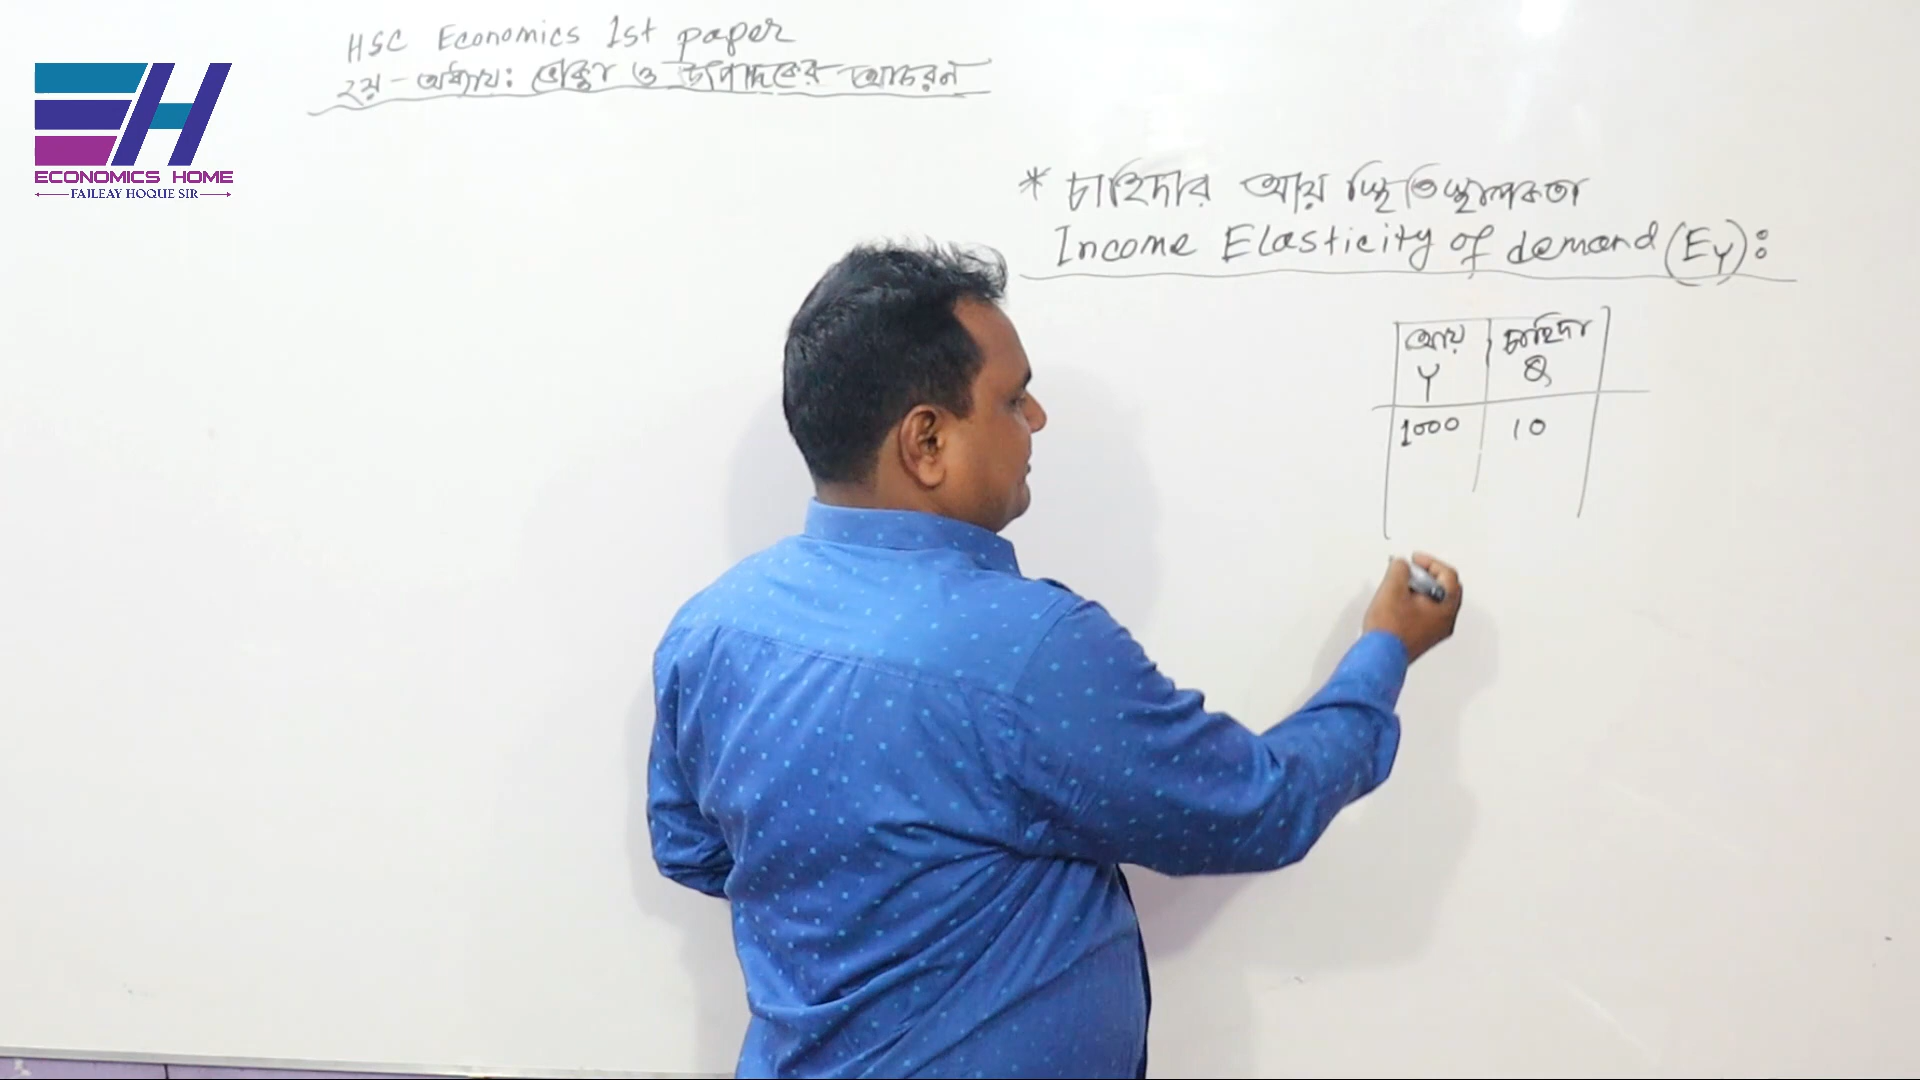 HSC Economics 1st paper
২য় - অধ্যায়: ভোক্তা ও উৎপাদকের আচরন
ECONOMICS HOME
FAILEAY HOQUE SIR
* চাহিদার আয় স্থিতিস্থাপকতা
Income Elasticity of demand (EY):
আয় চাহিদা
Y Q
1000 10